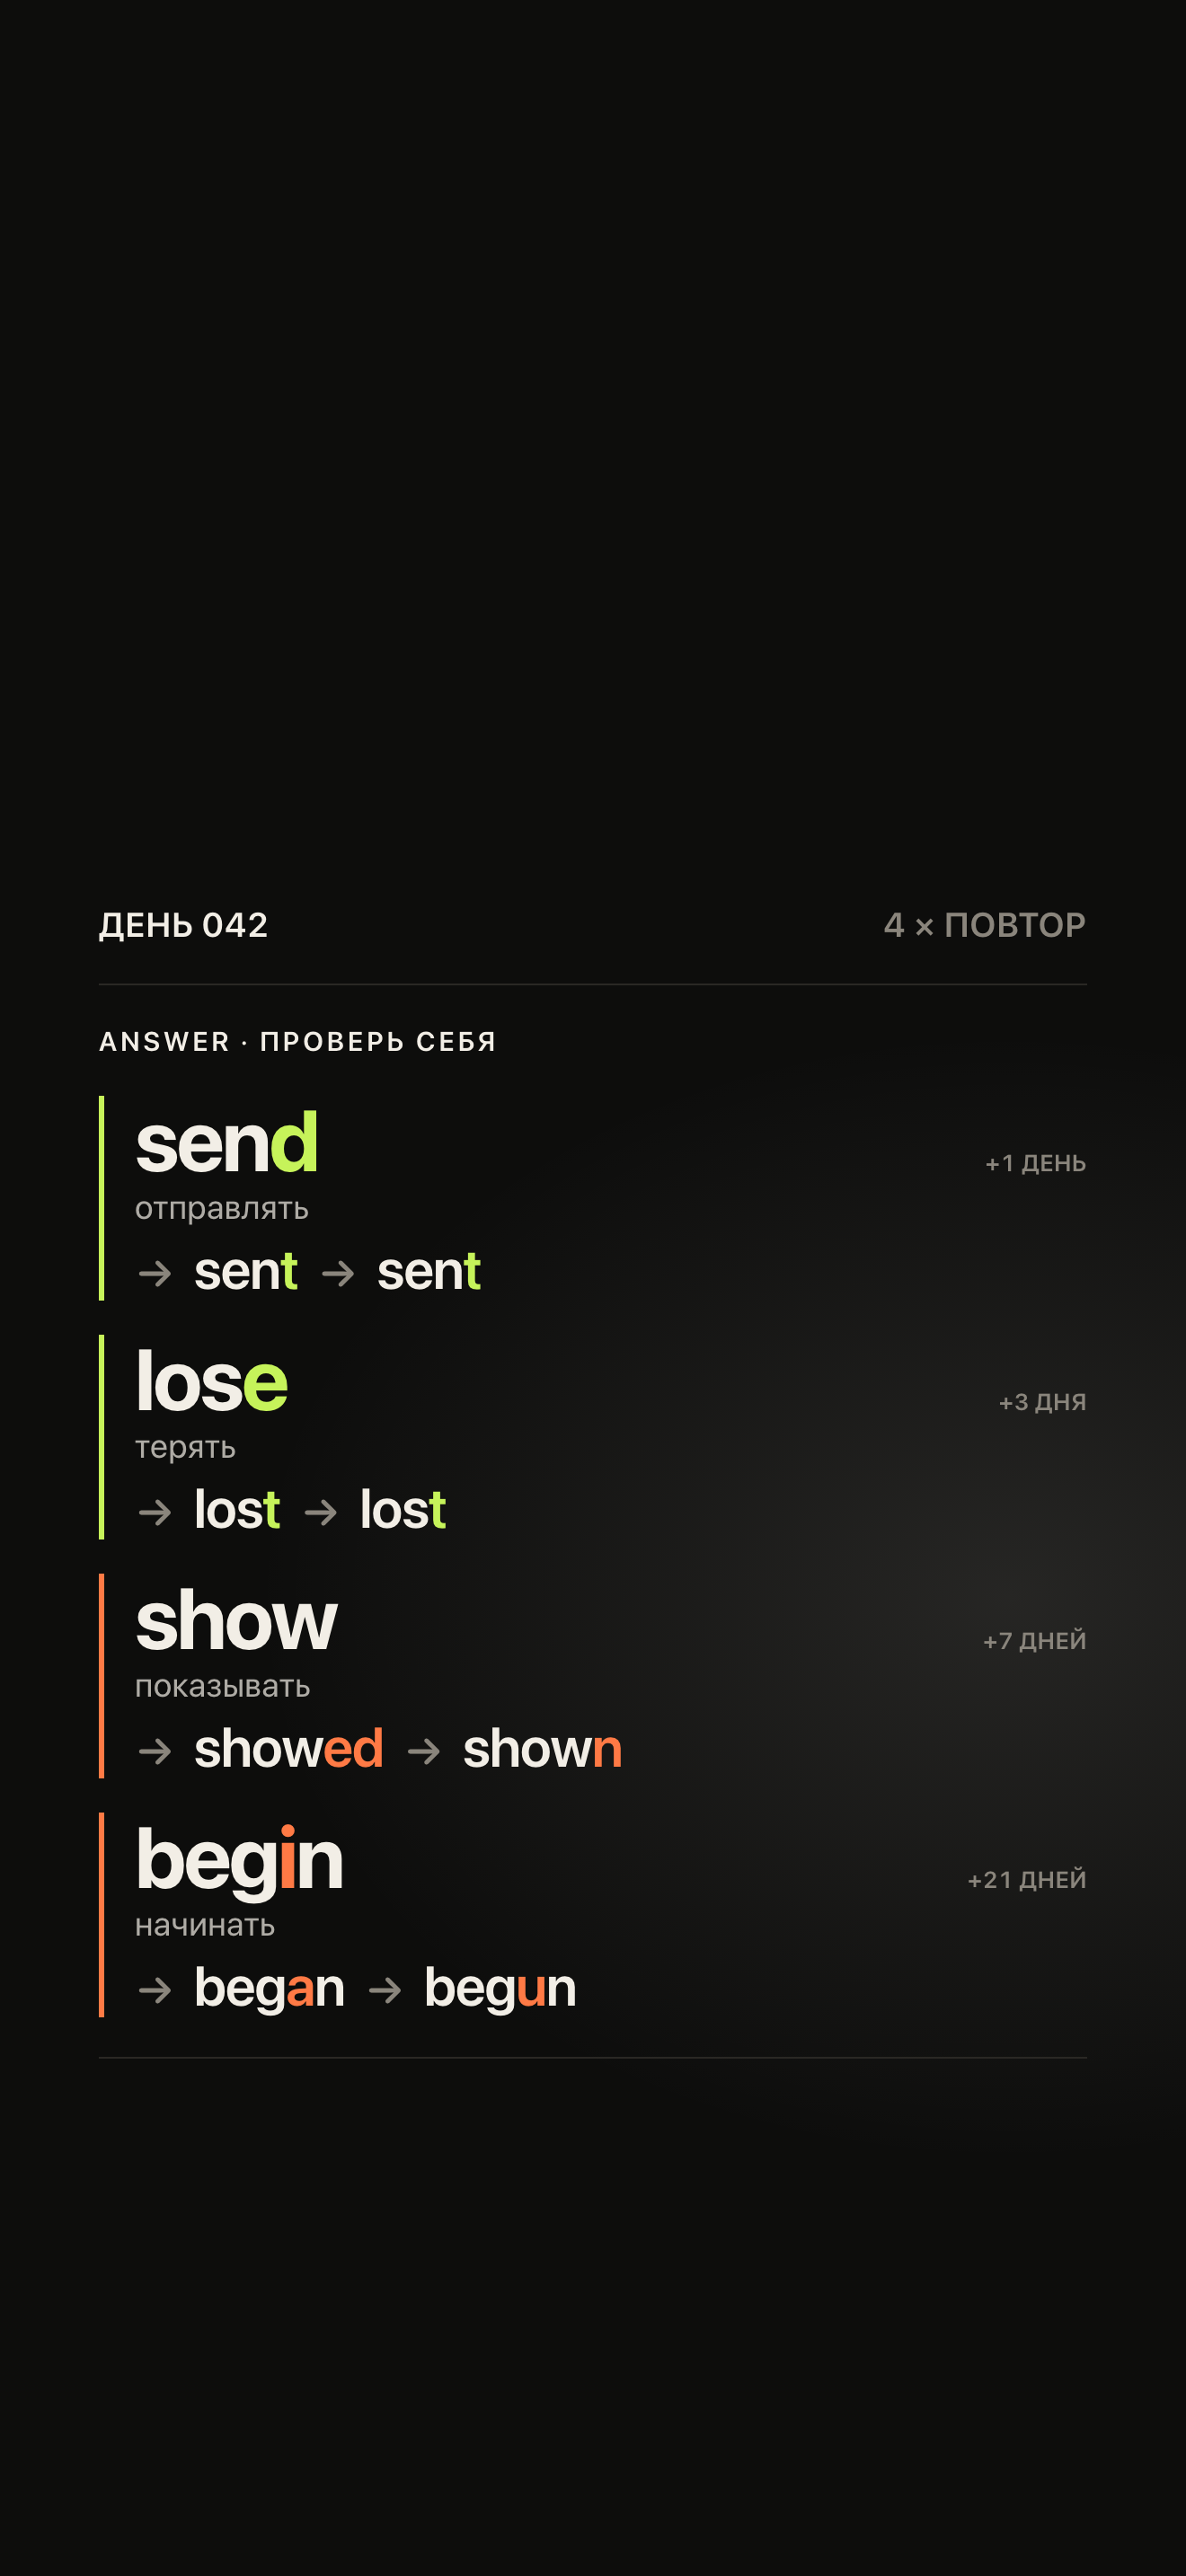 ДЕНЬ 042 4 × ПОВТОР
ANSWER · ПРОВЕРЬ СЕБЯ
send
+1 ДЕНЬ
отправлять
→ sent → sent
lose
+3 ДНЯ
терять
→ lost → lost
show
+7 ДНЕЙ
показывать
→ showed → shown
begin
+21 ДНЕЙ
начинать
→ began → begun